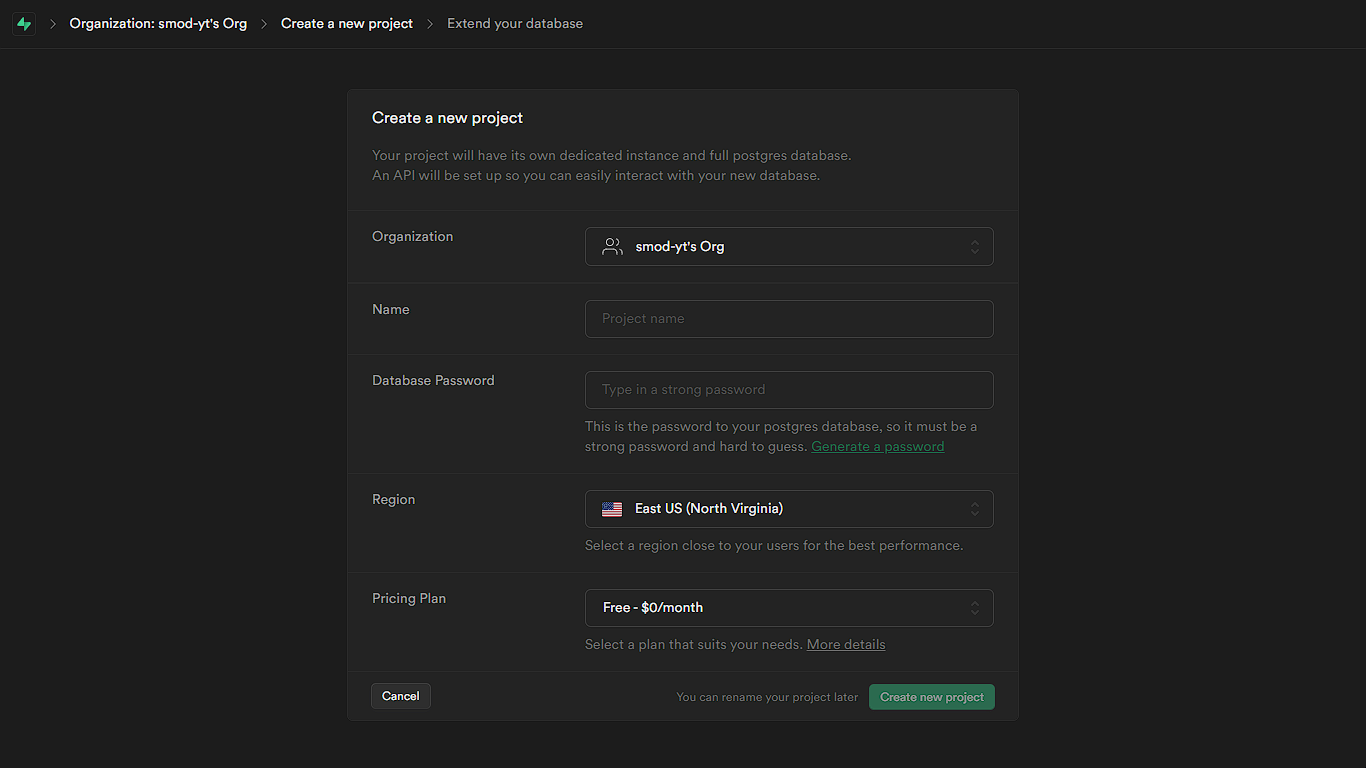 Organization: smod-yt's Org
Create a new project
Extend your database
Create a new project
Your project will have its own dedicated instance and full postgres database.
An API will be set up so you can easily interact with your new database.
Organization
smod-yt's Org
Name
Project name
Database Password
Type in a strong password
This is the password to your postgres database, so it must be a
strong password and hard to guess. Generate a password
Region
East US (North Virginia)
Select a region close to your users for the best performance.
Pricing Plan
Free - $0/month
Select a plan that suits your needs. More details
Cancel
You can rename your project later
Create new project